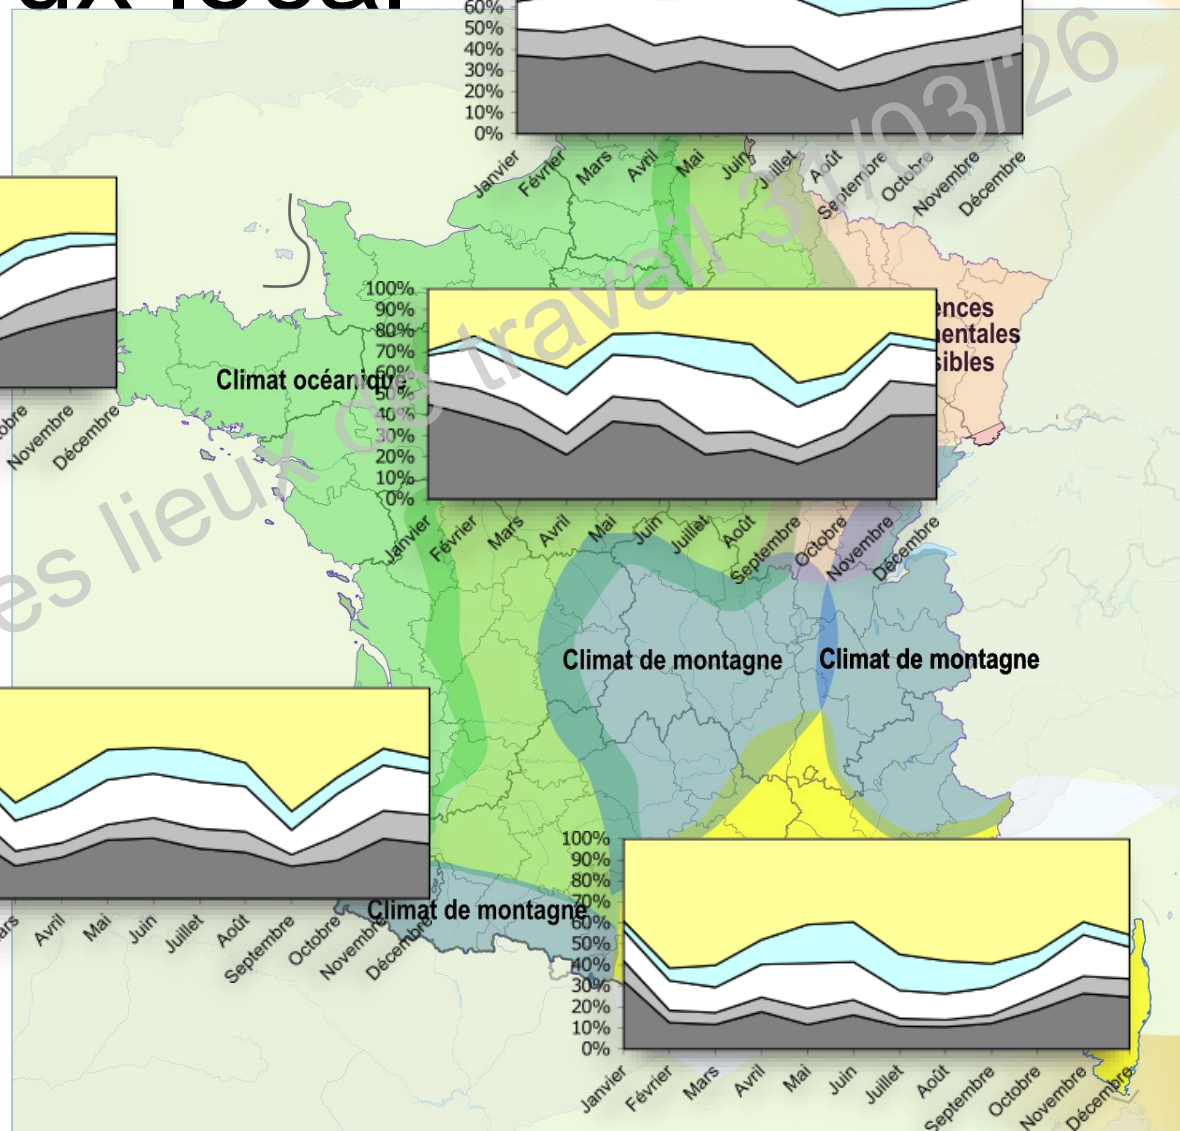 60%
50%
40%
30%
20%
10%
0%
Janvier
Février
Mars
Avril
Mai
Juin
Juillet
Août
Septembre
Octobre
Novembre
Décembre
Novembre
Décembre
Climat océanique
100%
90%
80%
70%
60%
50%
40%
30%
20%
10%
0%
Janvier
Février
Mars
Avril
Mai
Juin
Juillet
Août
Septembre
Octobre
Novembre
Décembre
es lieux de travail 31/03/26
Climat de montagne
Climat de montagne
Avril
Mai
Juin
Juillet
Août
Septembre
Octobre
Novembre
Décembre
Climat de montagne
100%
90%
80%
70%
60%
50%
40%
30%
20%
10%
0%
Janvier
Février
Mars
Avril
Mai
Juin
Juillet
Août
Septembre
Octobre
Novembre
Décembre